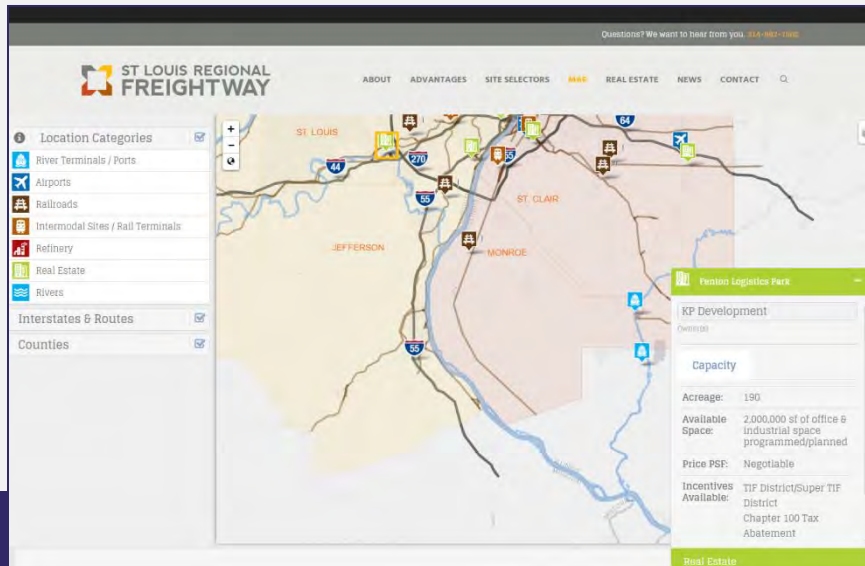 Questions? We want to hear from you.
ST LOUIS REGIONAL
FREIGHTWAY
ABOUT ADVANTAGES SITE SELECTORS MAP REAL ESTATE NEWS CONTACT
Location Categories
River Terminals / Ports
Airports
Railroads
Intermodal Sites / Rail Terminals
Refinery
Real Estate
Rivers
Interstates & Routes
Counties
+
-
ST. LOUIS
64
270
44
55
55
ST. CLAIR
JEFFERSON
MONROE
55
Fenton Logistics Park
KP Development
Owner(s)
Capacity
Acreage: 190
Available Space: 2,000,000 sf of office &
industrial space
programmed/planned
Price PSF: Negotiable
Incentives Available: TIF District/Super TIF
District
Chapter 100 Tax
Abatement
Real Estate